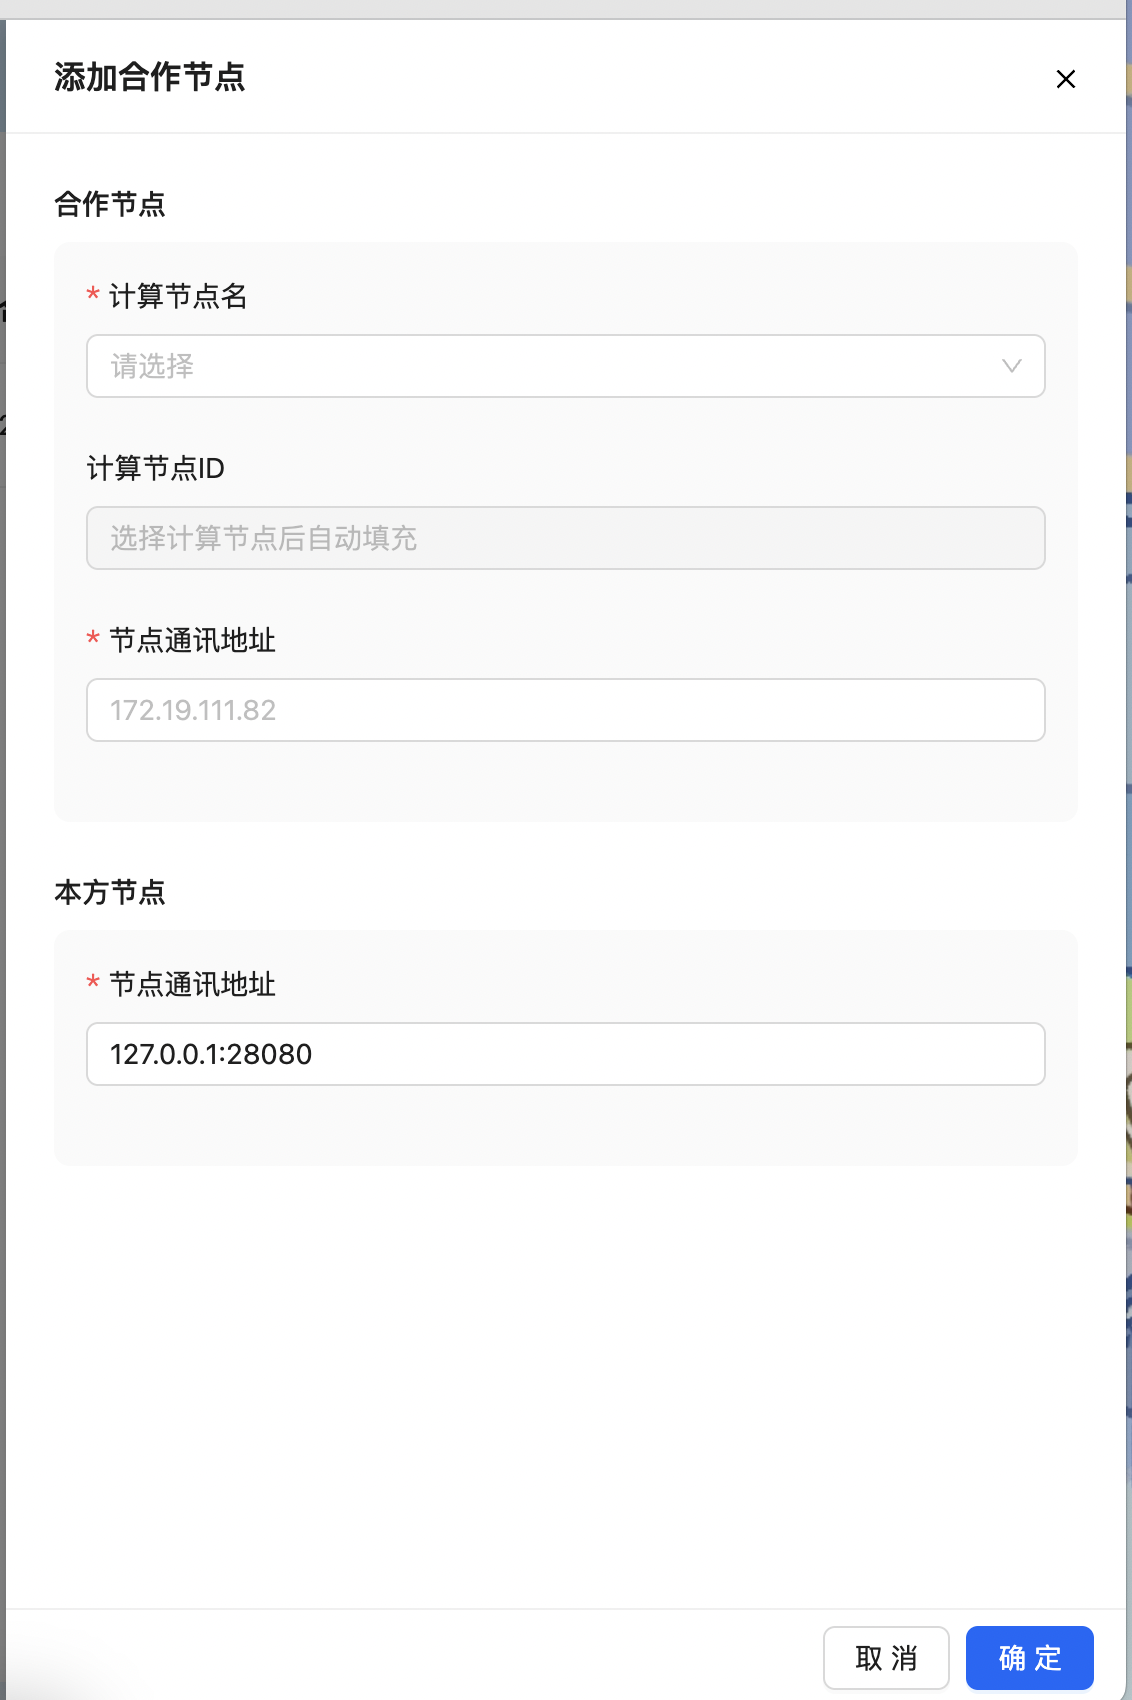 添加合作节点
合作节点
* 计算节点名
请选择
计算节点ID
选择计算节点后自动填充
* 节点通讯地址
172.19.111.82
本方节点
* 节点通讯地址
127.0.0.1:28080
取 消
确 定